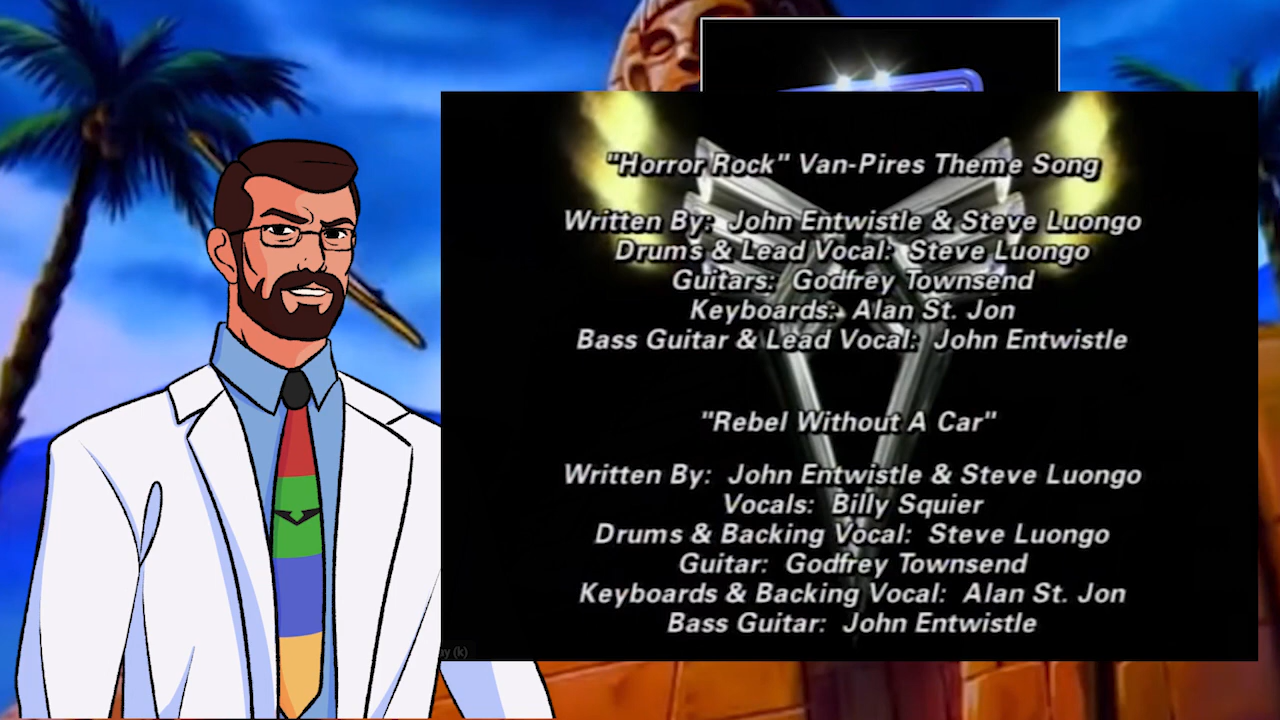 "Horror Rock" Van-Pires Theme Song
Written By: John Entwistle & Steve Luongo
Drums & Lead Vocal: Steve Luongo
Guitars: Godfrey Townsend
Keyboards: Alan St. Jon
Bass Guitar & Lead Vocal: John Entwistle
"Rebel Without A Car"
Written By: John Entwistle & Steve Luongo
Vocals: Billy Squier
Drums & Backing Vocal: Steve Luongo
Guitar: Godfrey Townsend
Keyboards & Backing Vocal: Alan St. Jon
Bass Guitar: John Entwistle
(k)